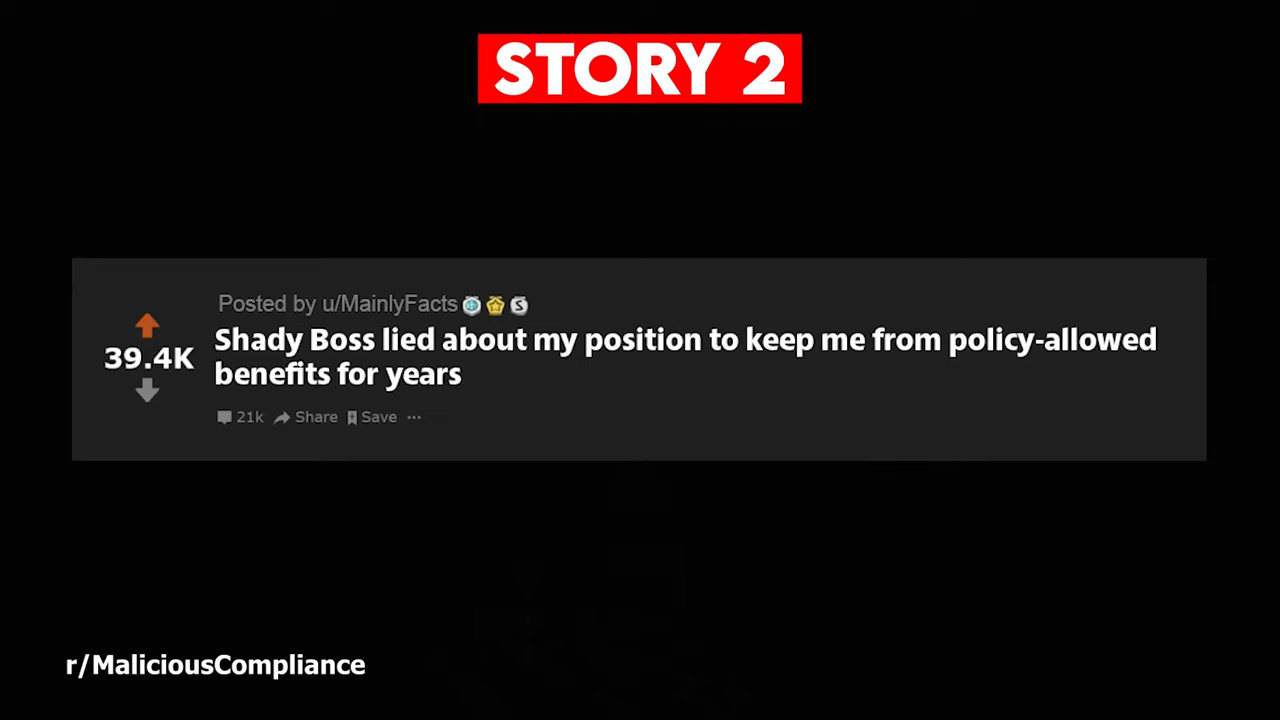 STORY 2
Posted by u/MainlyFacts
Shady Boss lied about my position to keep me from policy-allowed
39.4K
benefits for years
21k Share Save ...
r/MaliciousCompliance